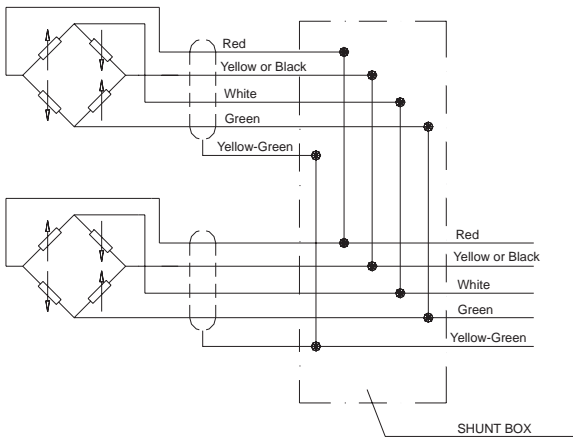 Red
Yellow or Black
White
Green
Yellow-Green
Red
Yellow or Black
White
Green
Yellow-Green
SHUNT BOX